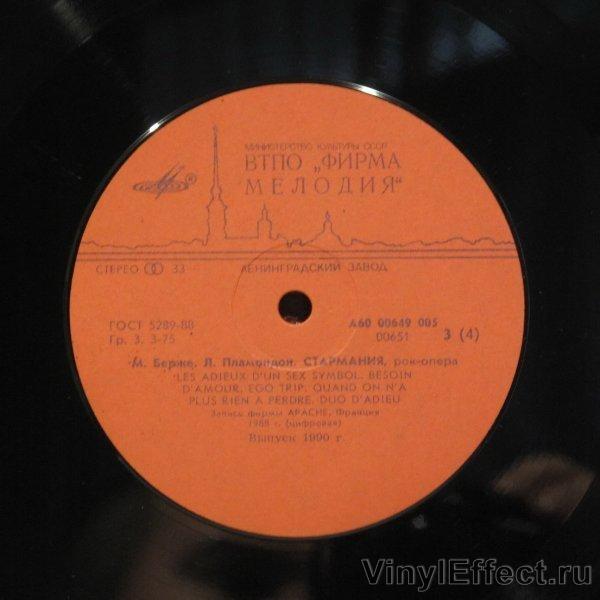 МИНИСТЕРСТВО КУЛЬТУРЫ СССР
ВТПО „ФИРМА
МЕЛОДИЯ"
СТЕРЕО 33
ЛЕНИНГРАДСКИЙ ЗАВОД
ГОСТ 5289-88
Гр. 3. 3-75
А60 00649 005
00651
3 (4)
М. Берже, Л. Пламондон. СТАРМАНИЯ, рок-опера
LES ADIEUX D'UN SEX SYMBOL. BESOIN
D'AMOUR. EGO TRIP. QUAND ON N'A
PLUS RIEN A PERDRE. DUO D'ADIEU
Запись фирмы APACHE, Франция
1988 г. (цифровая)
Выпуск 1990 г.
VinylEffect.ru